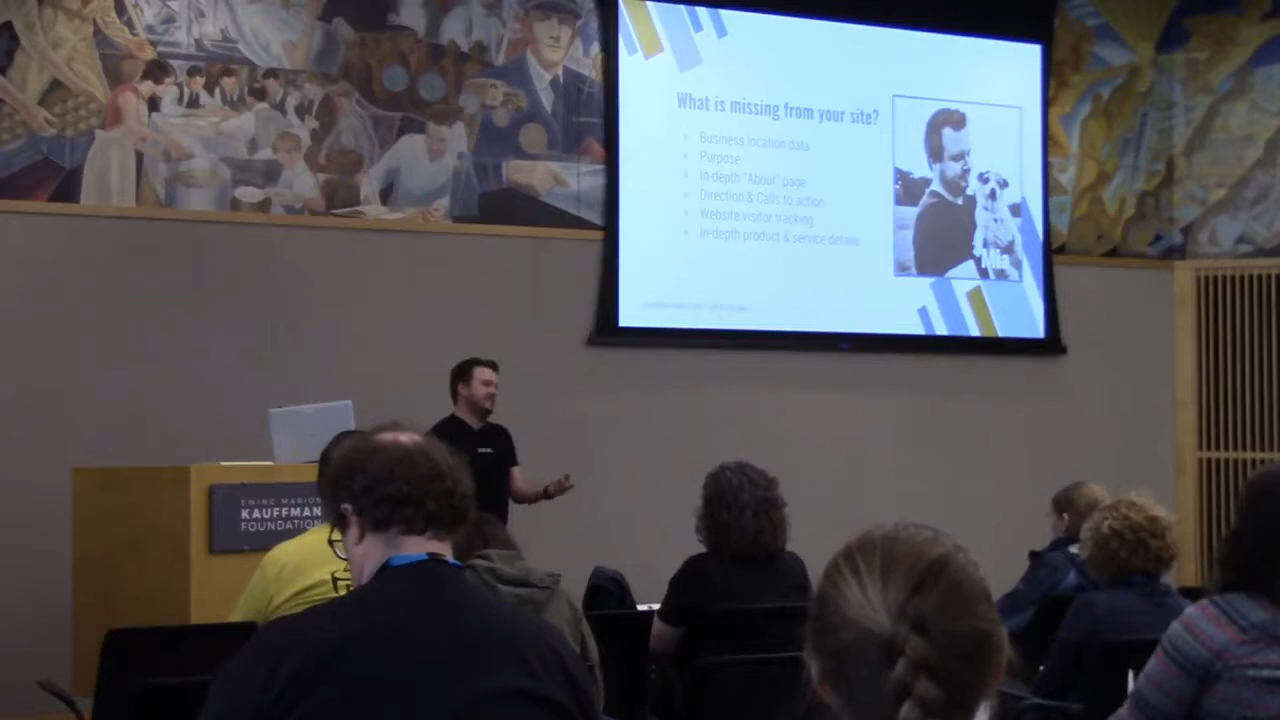 What is missing from your site?
Business location data
Purpose
In-depth "About" page
Direction & Calls to action
Website visitor tracking
In-depth product & service details
Mia
EWING MARION
KAUFFMAN
FOUNDATION